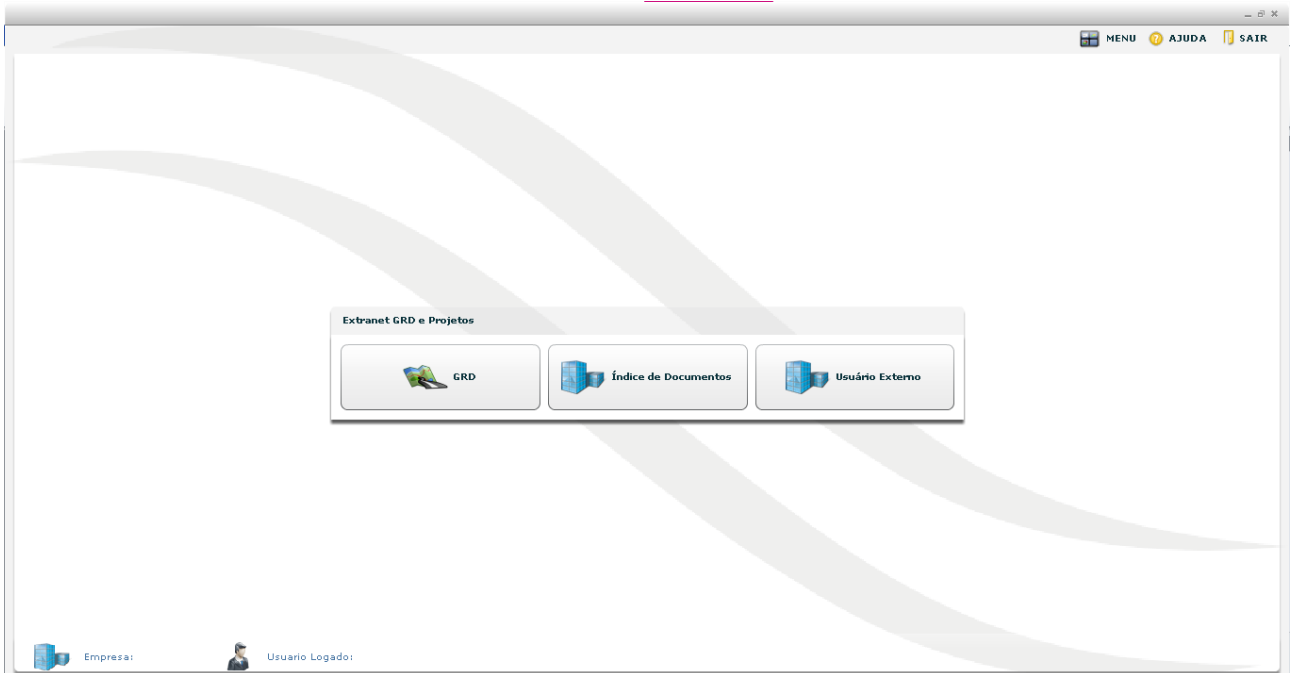 MENU AJUDA SAIR
Extranet GRD e Projetos
GRD Índice de Documentos Usuário Externo
Empresa: Usuario Logado: